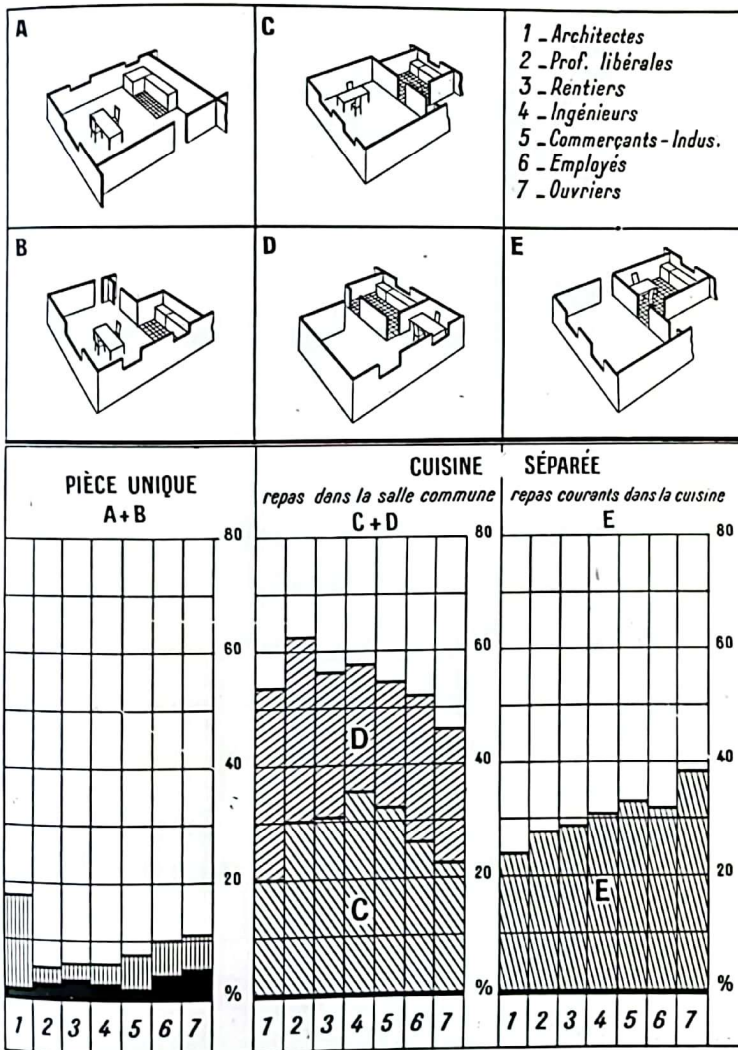 A
C
1 _ Architectes
2 _ Prof. libérales
3 _ Rentiers
4 _ Ingénieurs
5 _ Commerçants - Indus.
6 _ Employés
7 _ Ouvriers
B
D
E
PIÈCE UNIQUE
A + B
CUISINE SÉPARÉE
repas dans la salle commune
C + D
repas courants dans la cuisine
E
80
80
80
60
60
60
40
40
40
20
20
20
%
%
%
D
C
E
1 2 3 4 5 6 7
1 2 3 4 5 6 7
1 2 3 4 5 6 7